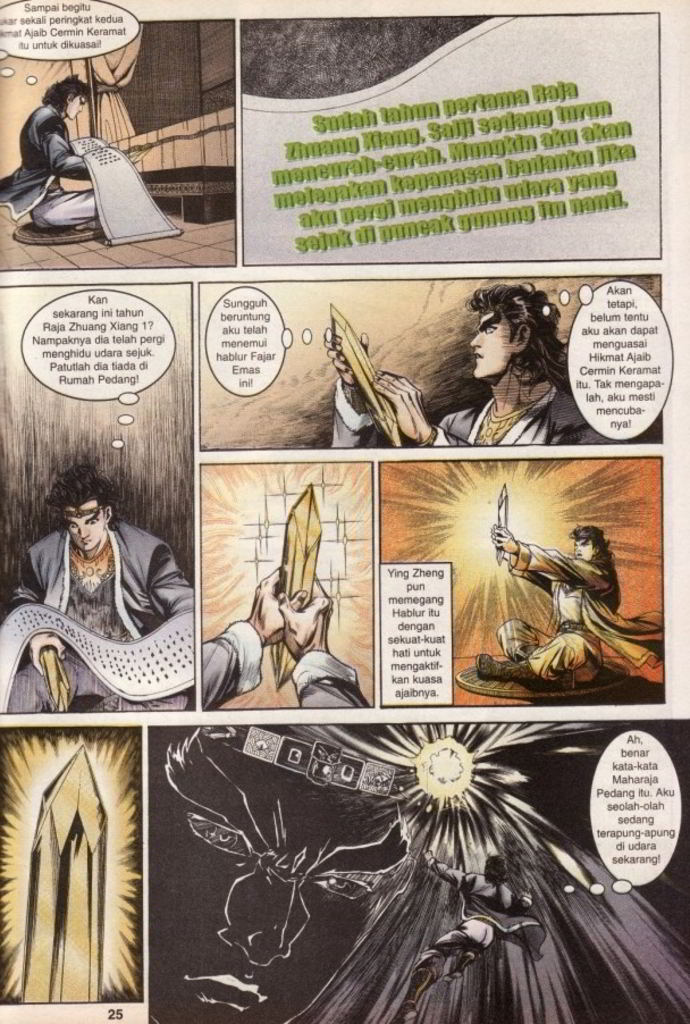 Sampai begitu
ukar sekali peringkat kedua
kmat Ajaib Cermin Keramat
itu untuk dikuasai!
Sudah tahun pertama Raja
Zhuang Xiang. Salji sedang turun
mencurah-curah. Mungkin aku akan
melegakan kepanasan badanku jika
aku pergi menghidu udara yang
sejuk di puncak gunung itu nanti.
Kan
sekarang ini tahun
Raja Zhuang Xiang 1?
Nampaknya dia telah pergi
menghidu udara sejuk.
Patutlah dia tiada di
Rumah Pedang!
Sungguh
beruntung
aku telah
menemui
hablur Fajar
Emas
ini!
Akan
tetapi,
belum tentu
aku akan dapat
menguasai
Hikmat Ajaib
Cermin Keramat
itu. Tak mengapa-
lah, aku mesti
mencuba-
nya!
Ying Zheng
pun
memegang
Hablur itu
dengan
sekuat-kuat
hati untuk
mengaktif-
kan kuasa
ajaibnya.
Ah,
benar
kata-kata
Maharaja
Pedang itu. Aku
seolah-olah
sedang
terapung-apung
di udara
sekarang!
25